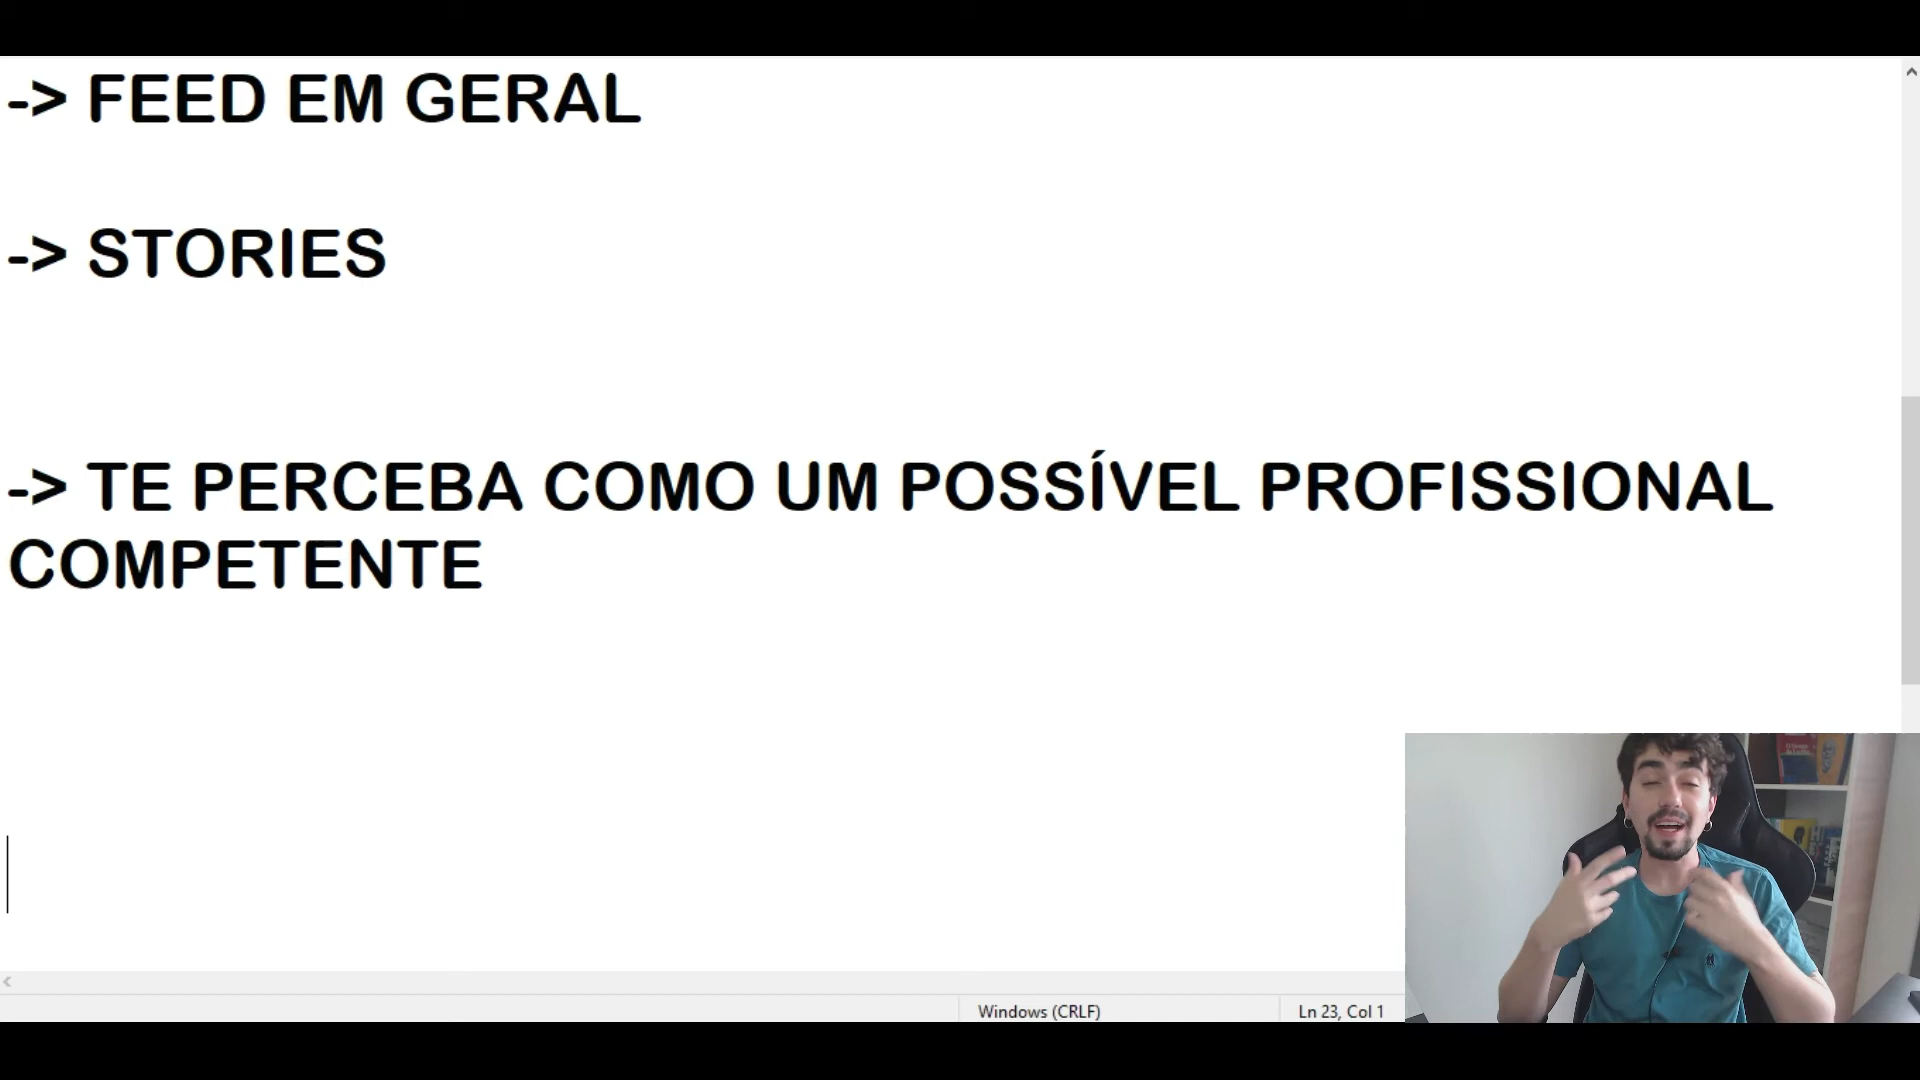 -> FEED EM GERAL
-> STORIES
-> TE PERCEBA COMO UM POSSÍVEL PROFISSIONAL
COMPETENTE
Windows (CRLF)
Ln 23, Col 1